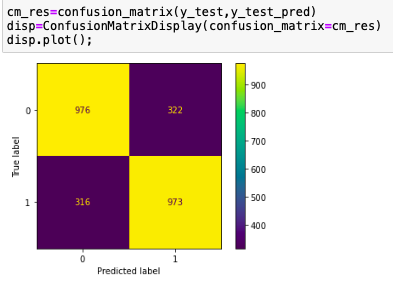 cm_res=confusion_matrix(y_test,y_test_pred)
disp=ConfusionMatrixDisplay(confusion_matrix=cm_res)
disp.plot();
900
0 976 322
800
700
True label
600
1 316 973
500
400
0 1
Predicted label